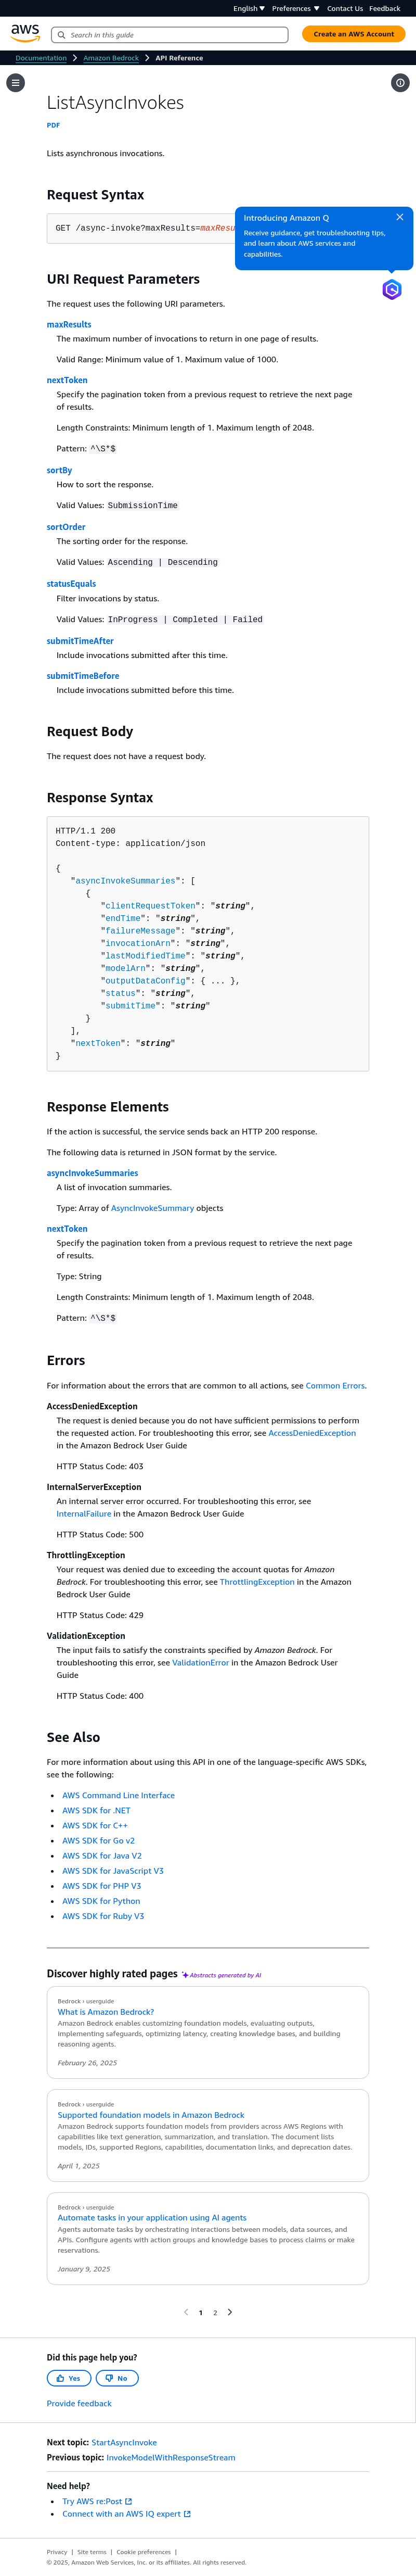 English Preferences Contact Us Feedback
aws
Search in this guide
Create an AWS Account
Documentation Amazon Bedrock API Reference
ListAsyncInvokes
PDF
Lists asynchronous invocations.
Request Syntax
GET /async-invoke?maxResults=maxResu
Introducing Amazon Q
Receive guidance, get troubleshooting tips,
and learn about AWS services and
capabilities.
URI Request Parameters
The request uses the following URI parameters.
maxResults
The maximum number of invocations to return in one page of results.
Valid Range: Minimum value of 1. Maximum value of 1000.
nextToken
Specify the pagination token from a previous request to retrieve the next page
of results.
Length Constraints: Minimum length of 1. Maximum length of 2048.
Pattern: ^\S*$
sortBy
How to sort the response.
Valid Values: SubmissionTime
sortOrder
The sorting order for the response.
Valid Values: Ascending | Descending
statusEquals
Filter invocations by status.
Valid Values: InProgress | Completed | Failed
submitTimeAfter
Include invocations submitted after this time.
submitTimeBefore
Include invocations submitted before this time.
Request Body
The request does not have a request body.
Response Syntax
HTTP/1.1 200
Content-type: application/json
{
"asyncInvokeSummaries": [
{
"clientRequestToken": "string",
"endTime": "string",
"failureMessage": "string",
"invocationArn": "string",
"lastModifiedTime": "string",
"modelArn": "string",
"outputDataConfig": { ... },
"status": "string",
"submitTime": "string"
}
],
"nextToken": "string"
}
Response Elements
If the action is successful, the service sends back an HTTP 200 response.
The following data is returned in JSON format by the service.
asyncInvokeSummaries
A list of invocation summaries.
Type: Array of AsyncInvokeSummary objects
nextToken
Specify the pagination token from a previous request to retrieve the next page
of results.
Type: String
Length Constraints: Minimum length of 1. Maximum length of 2048.
Pattern: ^\S*$
Errors
For information about the errors that are common to all actions, see Common Errors.
AccessDeniedException
The request is denied because you do not have sufficient permissions to perform
the requested action. For troubleshooting this error, see AccessDeniedException
in the Amazon Bedrock User Guide
HTTP Status Code: 403
InternalServerException
An internal server error occurred. For troubleshooting this error, see
InternalFailure in the Amazon Bedrock User Guide
HTTP Status Code: 500
ThrottlingException
Your request was denied due to exceeding the account quotas for Amazon
Bedrock. For troubleshooting this error, see ThrottlingException in the Amazon
Bedrock User Guide
HTTP Status Code: 429
ValidationException
The input fails to satisfy the constraints specified by Amazon Bedrock. For
troubleshooting this error, see ValidationError in the Amazon Bedrock User
Guide
HTTP Status Code: 400
See Also
For more information about using this API in one of the language-specific AWS SDKs,
see the following:
• AWS Command Line Interface
• AWS SDK for .NET
• AWS SDK for C++
• AWS SDK for Go v2
• AWS SDK for Java V2
• AWS SDK for JavaScript V3
• AWS SDK for PHP V3
• AWS SDK for Python
• AWS SDK for Ruby V3
Discover highly rated pages Abstracts generated by AI
Bedrock › userguide
What is Amazon Bedrock?
Amazon Bedrock enables customizing foundation models, evaluating outputs,
implementing safeguards, optimizing latency, creating knowledge bases, and building
reasoning agents.
February 26, 2025
Bedrock › userguide
Supported foundation models in Amazon Bedrock
Amazon Bedrock supports foundation models from providers across AWS Regions with
capabilities like text generation, summarization, and translation. The document lists
models, IDs, supported Regions, capabilities, documentation links, and deprecation dates.
April 1, 2025
Bedrock › userguide
Automate tasks in your application using AI agents
Agents automate tasks by orchestrating interactions between models, data sources, and
APIs. Configure agents with action groups and knowledge bases to process claims or make
reservations.
January 9, 2025
1 2
Did this page help you?
Yes No
Provide feedback
Next topic: StartAsyncInvoke
Previous topic: InvokeModelWithResponseStream
Need help?
• Try AWS re:Post
• Connect with an AWS IQ expert
Privacy | Site terms | Cookie preferences |
© 2025, Amazon Web Services, Inc. or its affiliates. All rights reserved.